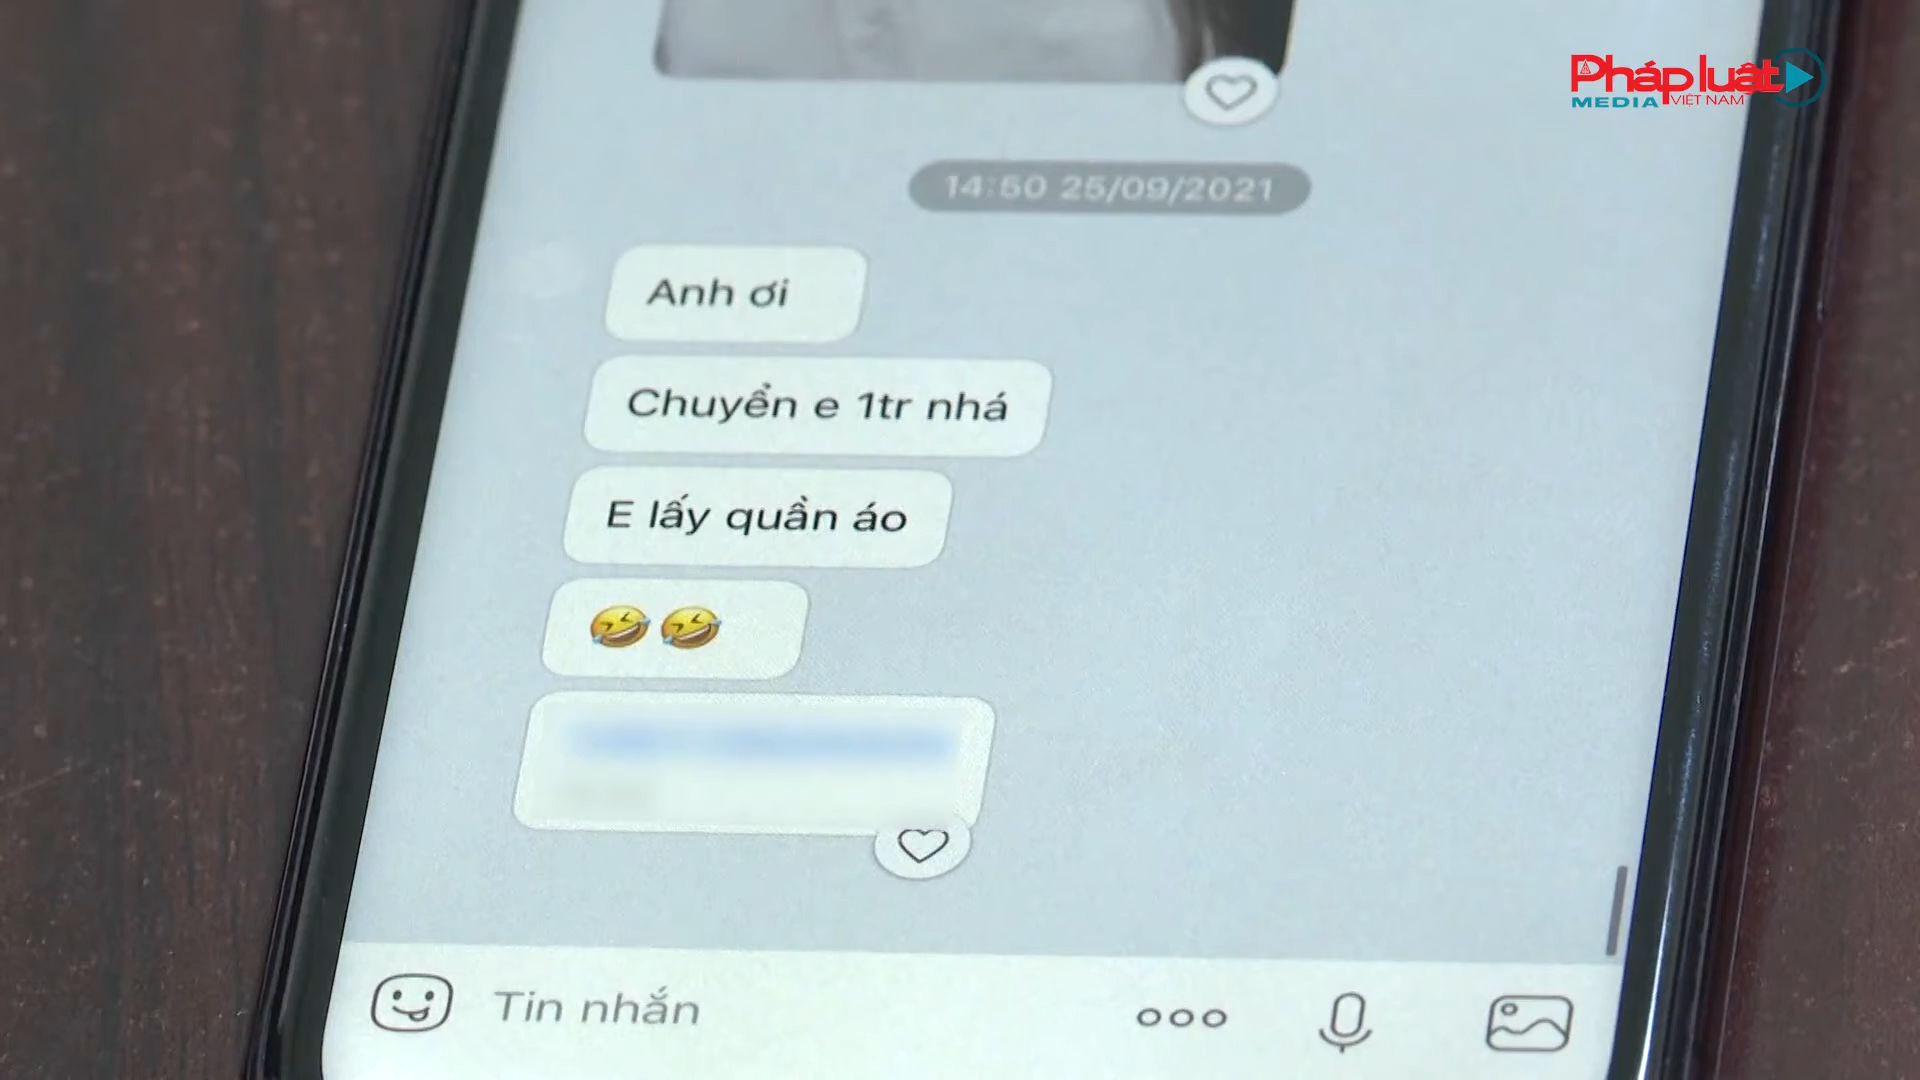 Pháp luật
MEDIA VIỆT NAM
14:50 25/09/2021
Anh ơi
Chuyển e 1tr nhá
E lấy quần áo
🤣🤣
Tin nhắn